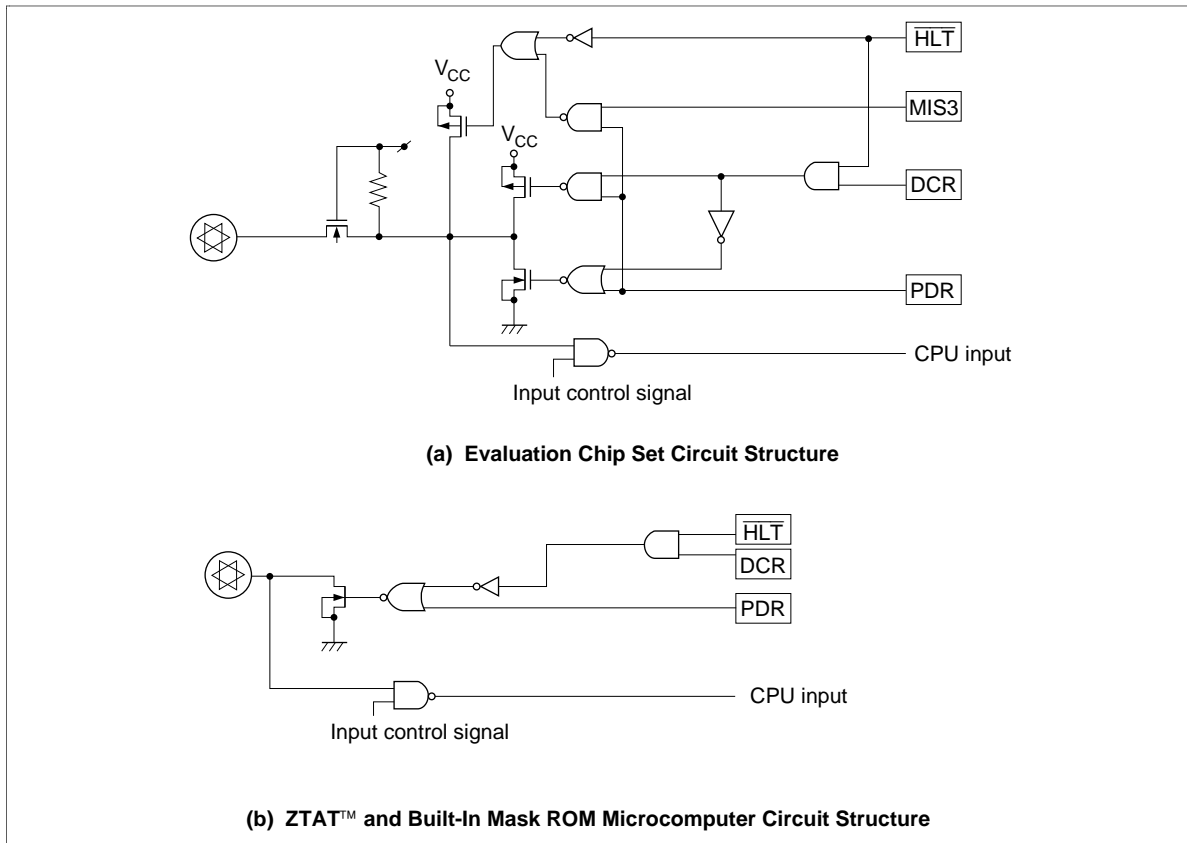 HLT
VCC
MIS3
VCC
DCR
PDR
CPU input
Input control signal
(a) Evaluation Chip Set Circuit Structure
HLT
DCR
PDR
CPU input
Input control signal
(b) ZTAT™ and Built-In Mask ROM Microcomputer Circuit Structure